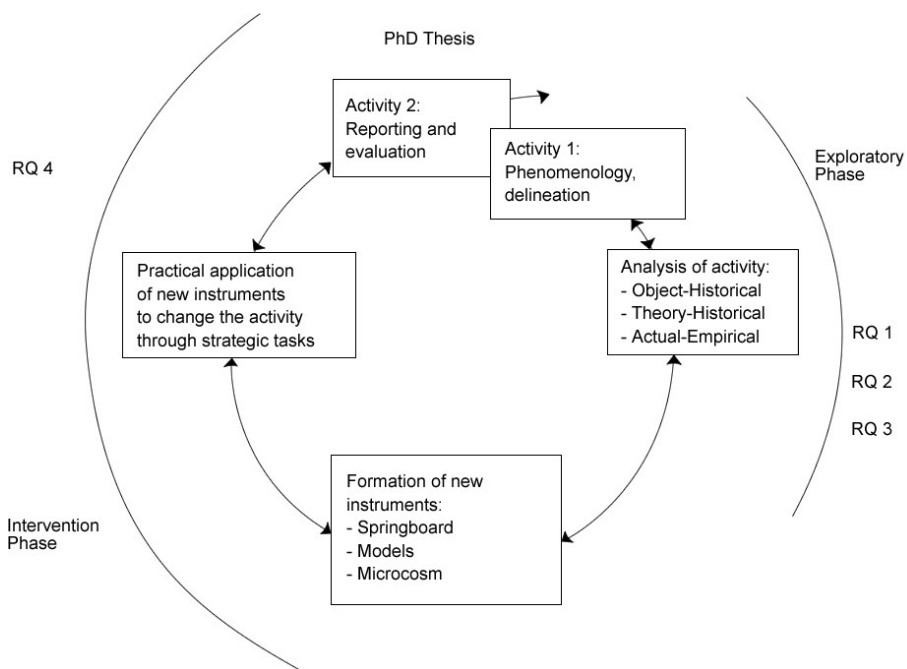 PhD Thesis
Activity 2:
Reporting and
evaluation
Activity 1:
Phenomenology,
delineation
Exploratory
Phase
RQ 4
Analysis of activity:
- Object-Historical
- Theory-Historical
- Actual-Empirical
Practical application
of new instruments
to change the activity
through strategic tasks
RQ 1
RQ 2
RQ 3
Formation of new
instruments:
- Springboard
- Models
- Microcosm
Intervention
Phase